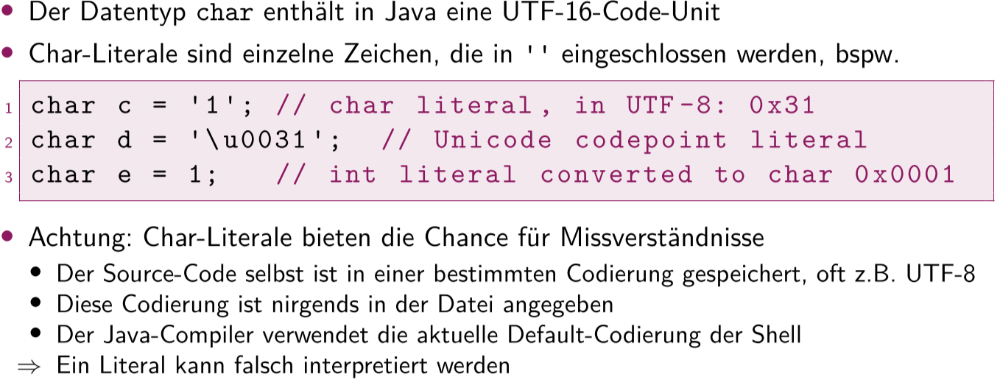 • Der Datentyp char enthält in Java eine UTF-16-Code-Unit
• Char-Literale sind einzelne Zeichen, die in ' ' eingeschlossen werden, bspw.
1 char c = '1'; // char literal, in UTF-8: 0x31
2 char d = '\u0031'; // Unicode codepoint literal
3 char e = 1; // int literal converted to char 0x0001
• Achtung: Char-Literale bieten die Chance für Missverständnisse
• Der Source-Code selbst ist in einer bestimmten Codierung gespeichert, oft z.B. UTF-8
• Diese Codierung ist nirgends in der Datei angegeben
• Der Java-Compiler verwendet die aktuelle Default-Codierung der Shell
⇒ Ein Literal kann falsch interpretiert werden